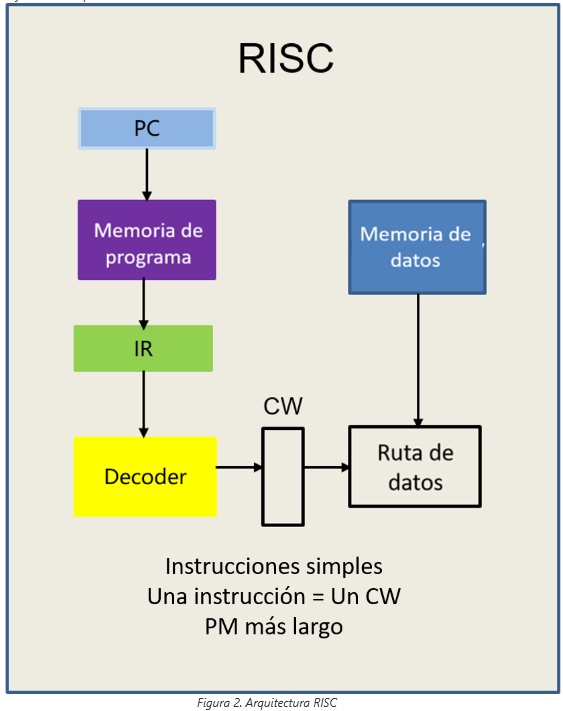 RISC
PC
Memoria de
programa
IR
Decoder
CW
Memoria de
datos
Ruta de
datos
Instrucciones simples
Una instrucción = Un CW
PM más largo
Figura 2. Arquitectura RISC